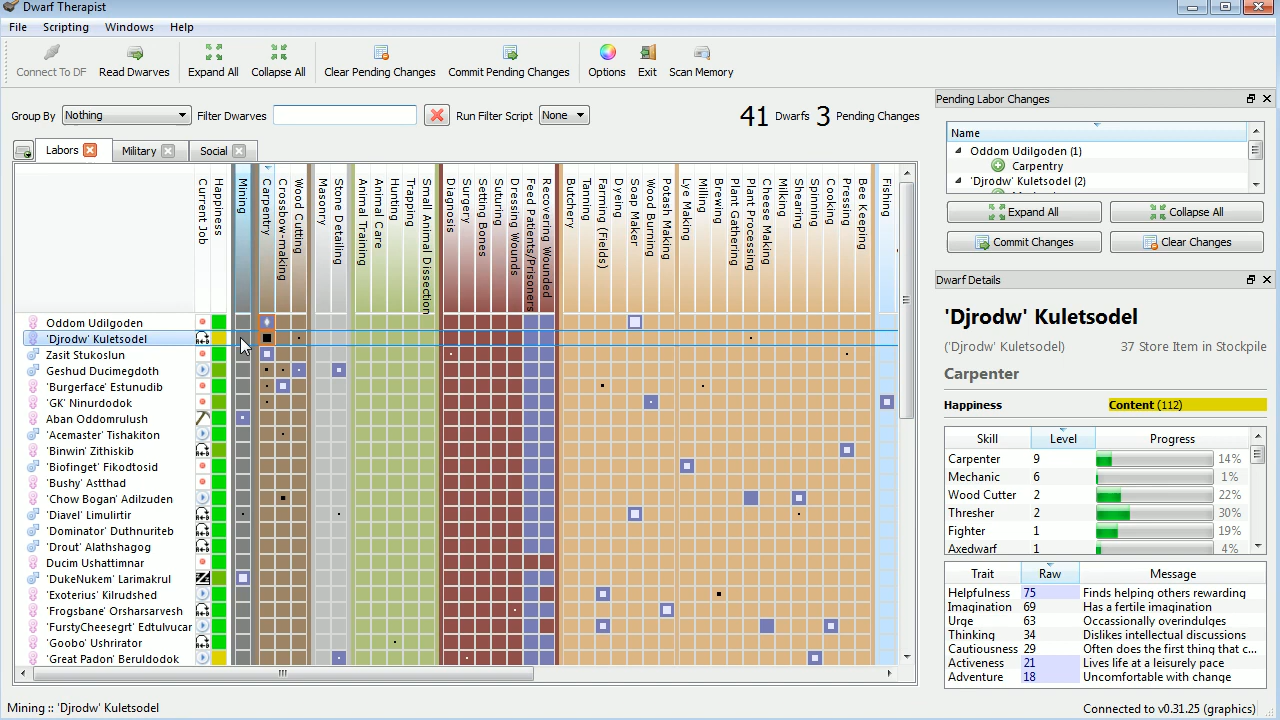 Dwarf Therapist
File Scripting Windows Help
Connect To DF Read Dwarves Expand All Collapse All Clear Pending Changes Commit Pending Changes Options Exit Scan Memory
Group By Nothing Filter Dwarves Run Filter Script None 41 Dwarfs 3 Pending Changes
Labors Military Social
Current Job
Happiness
Mining
Carpentry
Crossbow-making
Wood Cutting
Masonry
Stone Detailing
Animal Training
Animal Care
Hunting
Trapping
Small Animal Dissection
Diagnosis
Surgery
Setting Bones
Suturing
Dressing Wounds
Feed Patients/Prisoners
Recovering Wounded
Butchery
Tanning
Farming (Fields)
Dyeing
Soap Maker
Wood Burning
Potash Making
Lye Making
Milling
Brewing
Plant Gathering
Plant Processing
Cheese Making
Milking
Shearing
Spinning
Cooking
Pressing
Bee Keeping
Fishing
Oddom Udilgoden
'Djrodw' Kuletsodel
Zasit Stukoslun
Geshud Ducimegdoth
'Burgerface' Estunudib
'GK' Ninurdodok
Aban Oddomrulush
'Acemaster' Tishakiton
'Binwin' Zithiskib
'Biofinget' Fikodtosid
'Bushy' Astthad
'Chow Bogan' Adilzuden
'Diavel' Limulirtir
'Dominator' Duthnuriteb
'Drout' Alathshagog
Ducim Ushattimnar
'DukeNukem' Larimakrul
'Exoterius' Kilrudshed
'Frogsbane' Orsharsarvesh
'FurstyCheesegrt' Edtulvucar
'Goobo' Ushrirator
'Great Padon' Beruldodok
Mining :: 'Djrodw' Kuletsodel
Pending Labor Changes
Name
Oddom Udilgoden (1)
Carpentry
'Djrodw' Kuletsodel (2)
Expand All Collapse All
Commit Changes Clear Changes
Dwarf Details
'Djrodw' Kuletsodel
('Djrodw' Kuletsodel) 37 Store Item in Stockpile
Carpenter
Happiness Content (112)
Skill Level Progress
Carpenter 9 14%
Mechanic 6 1%
Wood Cutter 2 22%
Thresher 2 30%
Fighter 1 19%
Axedwarf 1 4%
Trait Raw Message
Helpfulness 75 Finds helping others rewarding
Imagination 69 Has a fertile imagination
Urge 63 Occassionally overindulges
Thinking 34 Dislikes intellectual discussions
Cautiousness 29 Often does the first thing that c...
Activeness 21 Lives life at a leisurely pace
Adventure 18 Uncomfortable with change
Connected to v0.31.25 (graphics)